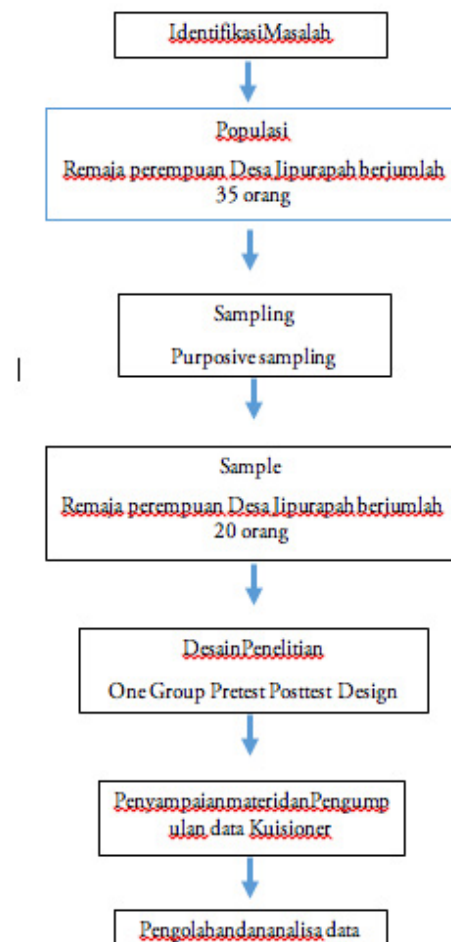 IdentifikasiMasalah
Populasi
Remaja perempuan Desa Jipurapah berjumlah
35 orang
Sampling
Purposive sampling
Sample
Remaja perempuan Desa Jipurapah berjumlah
20 orang
DesainPenelitian
One Group Pretest Posttest Design
PenyampaianmateridanPengump
ulan data Kuisioner
Pengolahandananalisa data